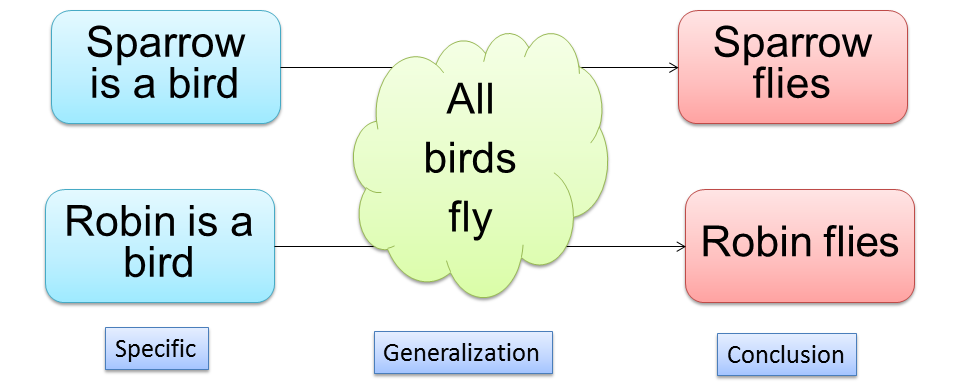 Sparrow
is a bird
All
birds
fly
Sparrow
flies
Robin is a
bird
Robin flies
Specific
Generalization
Conclusion